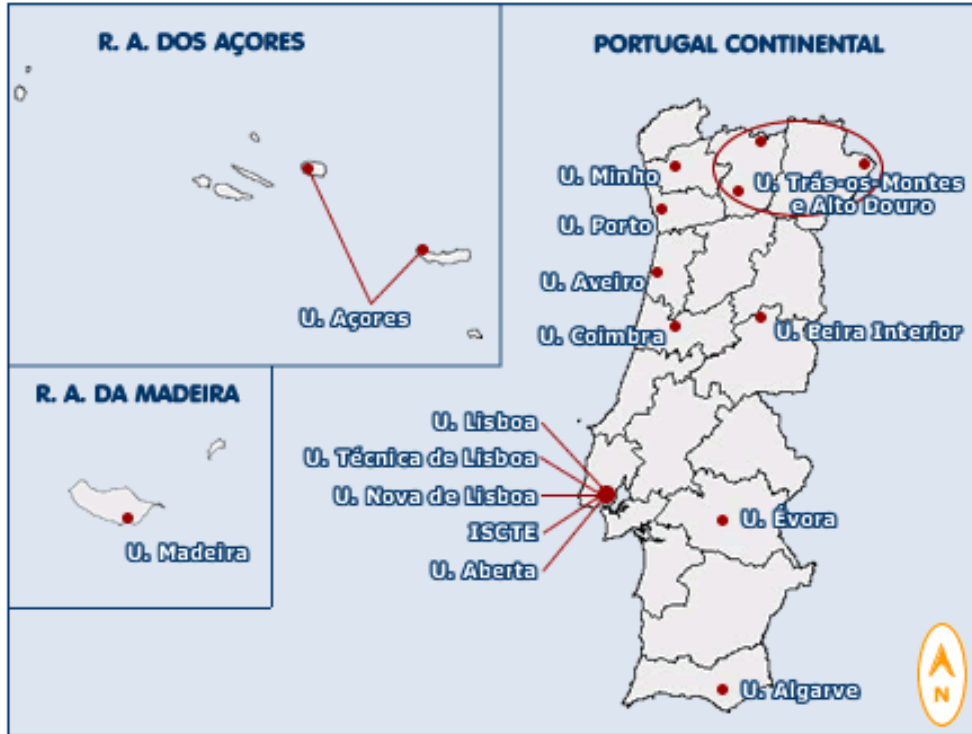 R. A. DOS AÇORES
PORTUGAL CONTINENTAL
U. Minho
U. Trás-os-Montes
e Alto Douro
U. Porto
U. Aveiro
U. Açores
U. Coimbra
U. Beira Interior
R. A. DA MADEIRA
U. Lisboa
U. Técnica de Lisboa
U. Nova de Lisboa
ISCTE
U. Aberta
U. Évora
U. Madeira
U. Algarve
N